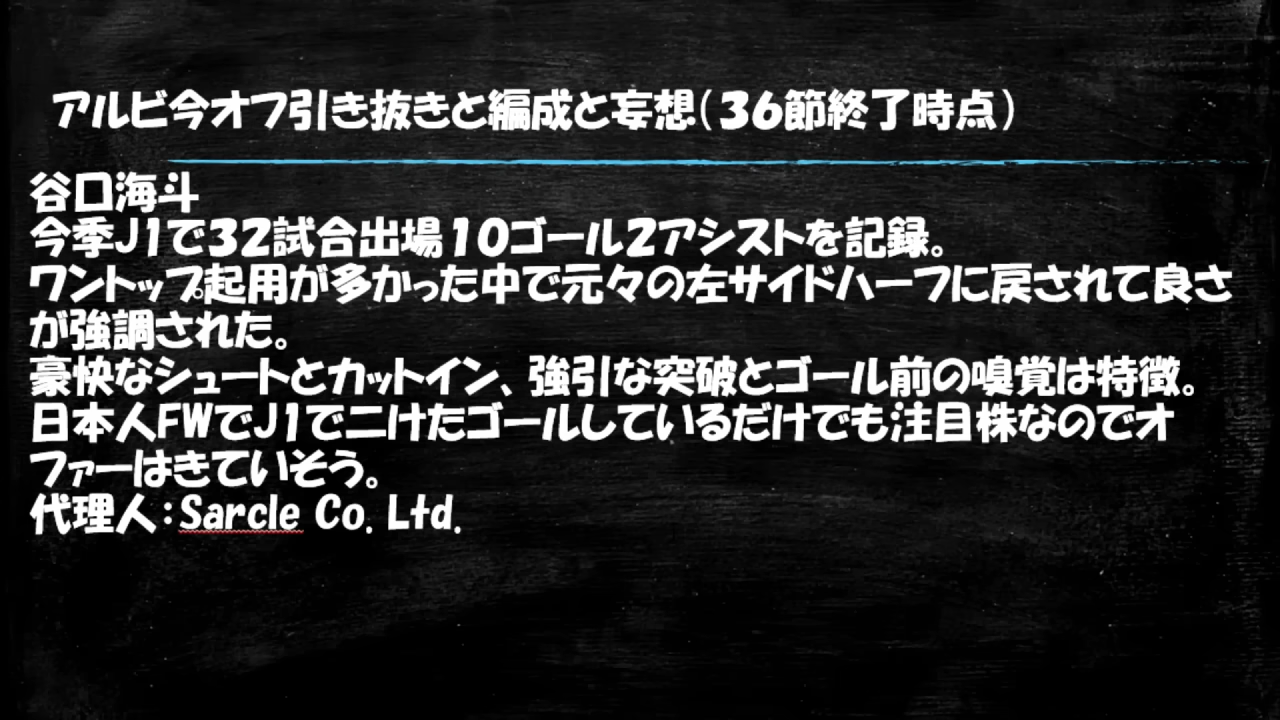 アルビ今オフ引き抜きと編成と妄想(36節終了時点)
谷口海斗
今季J1で32試合出場10ゴール2アシストを記録。
ワントップ起用が多かった中で元々の左サイドハーフに戻されて良さ
が強調された。
豪快なシュートとカットイン、強引な突破とゴール前の嗅覚は特徴。
日本人FWでJ1で二けたゴールしているだけでも注目株なのでオ
ファーはきていそう。
代理人:Sarcle Co. Ltd.